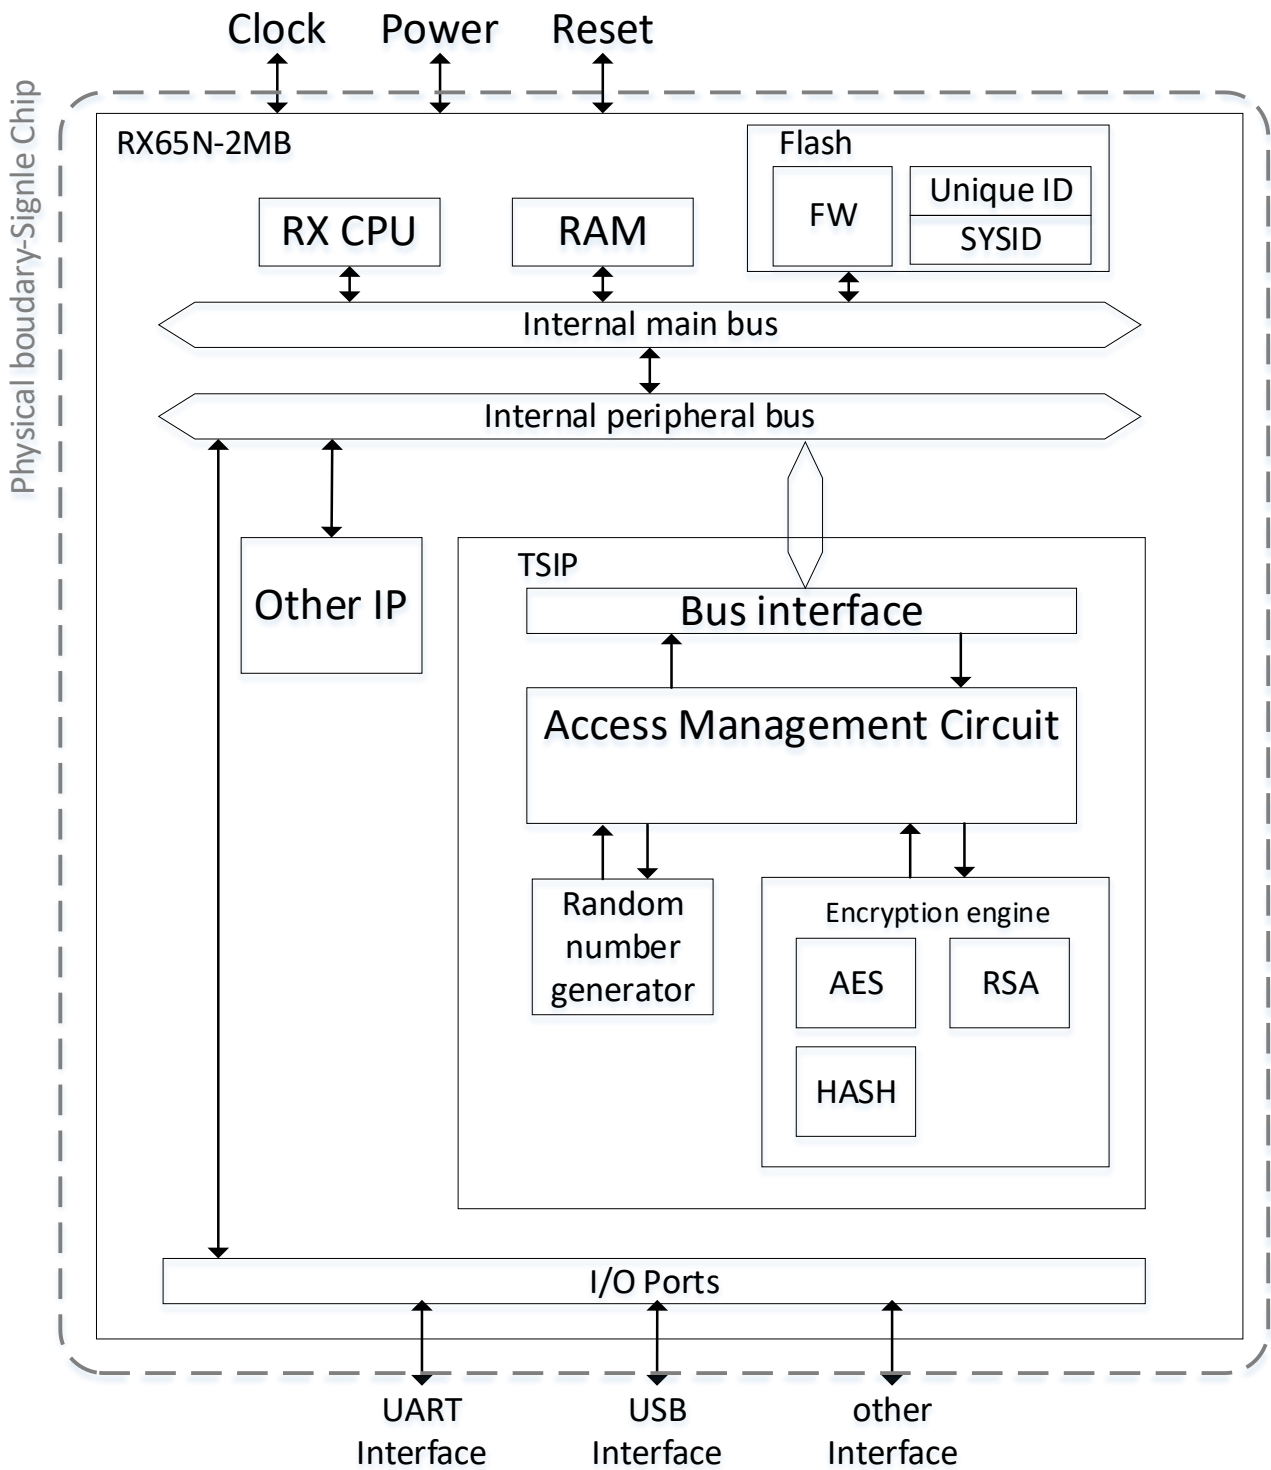 Clock
Power
Reset
Physical boudary-Signle Chip
RX65N-2MB
Flash
FW
Unique ID
SYSID
RX CPU
RAM
Internal main bus
Internal peripheral bus
Other IP
TSIP
Bus interface
Access Management Circuit
Random
number
generator
Encryption engine
AES
RSA
HASH
I/O Ports
UART
Interface
USB
Interface
other
Interface